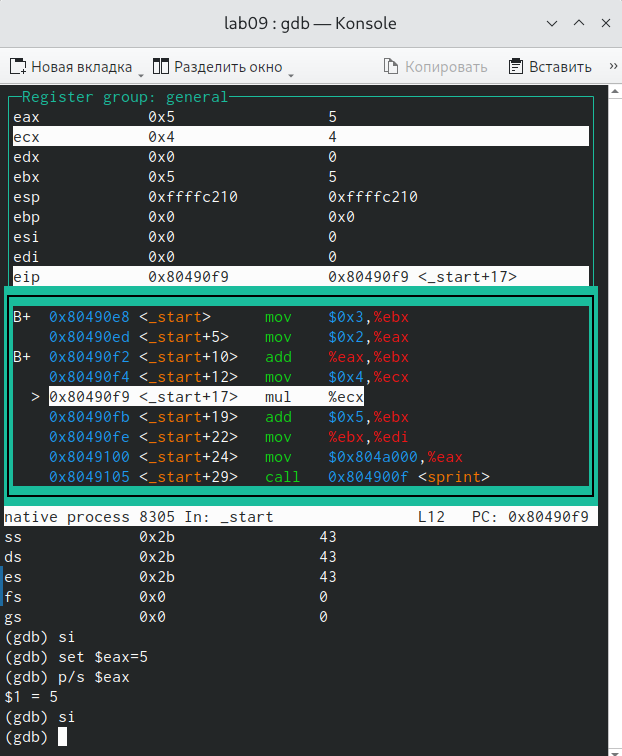 lab09 : gdb — Konsole
Новая вкладка Разделить окно Копировать Вставить »
Register group: general
eax 0x5 5
ecx 0x4 4
edx 0x0 0
ebx 0x5 5
esp 0xffffc210 0xffffc210
ebp 0x0 0x0
esi 0x0 0
edi 0x0 0
eip 0x80490f9 0x80490f9 <_start+17>
B+ 0x80490e8 <_start> mov $0x3,%ebx
0x80490ed <_start+5> mov $0x2,%eax
B+ 0x80490f2 <_start+10> add %eax,%ebx
0x80490f4 <_start+12> mov $0x4,%ecx
> 0x80490f9 <_start+17> mul %ecx
0x80490fb <_start+19> add $0x5,%ebx
0x80490fe <_start+22> mov %ebx,%edi
0x8049100 <_start+24> mov $0x804a000,%eax
0x8049105 <_start+29> call 0x804900f <sprint>
native process 8305 In: _start L12 PC: 0x80490f9
ss 0x2b 43
ds 0x2b 43
es 0x2b 43
fs 0x0 0
gs 0x0 0
(gdb) si
(gdb) set $eax=5
(gdb) p/s $eax
$1 = 5
(gdb) si
(gdb)